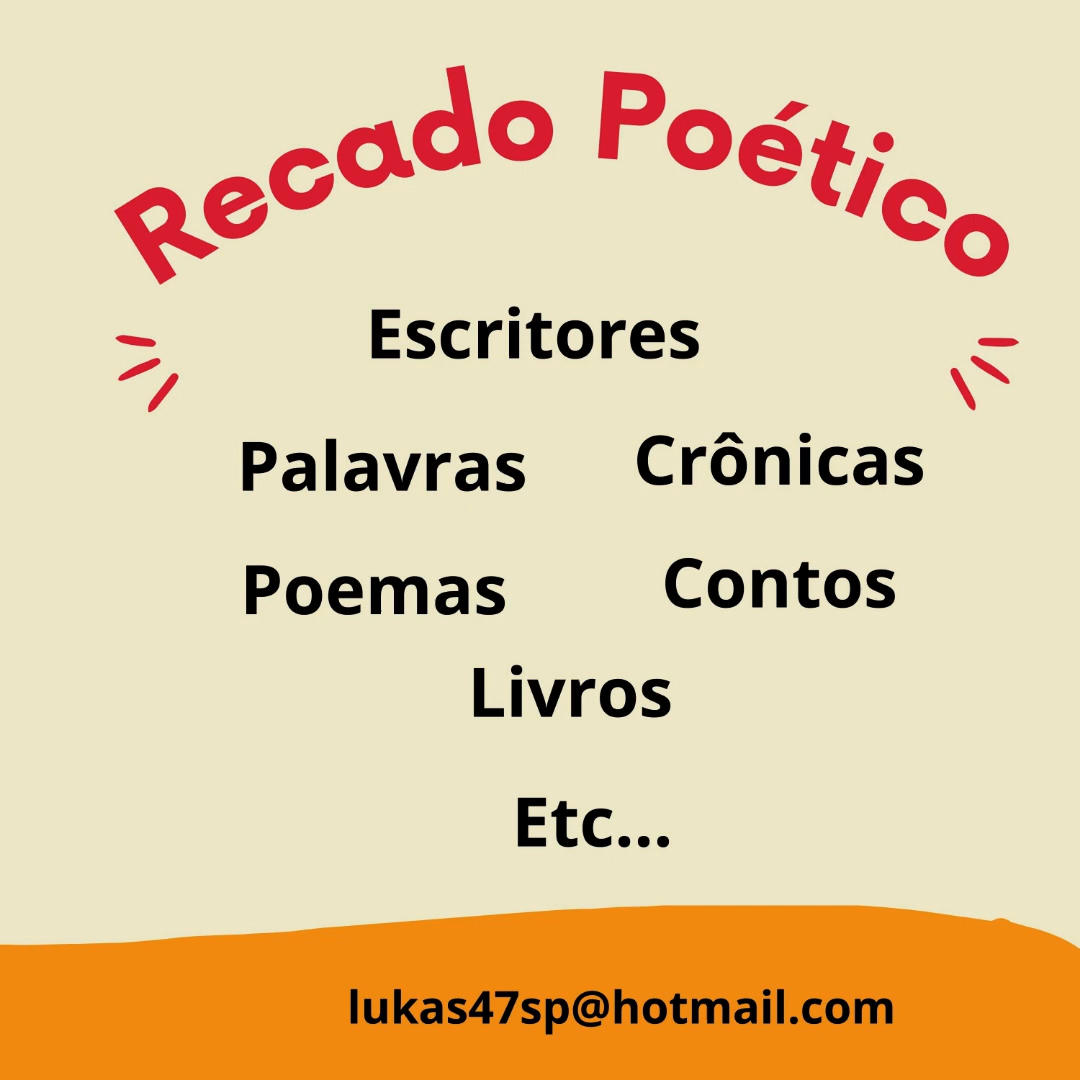 Recado Poético
Escritores
Palavras Crônicas
Poemas Contos
Livros
Etc...
lukas47sp@hotmail.com